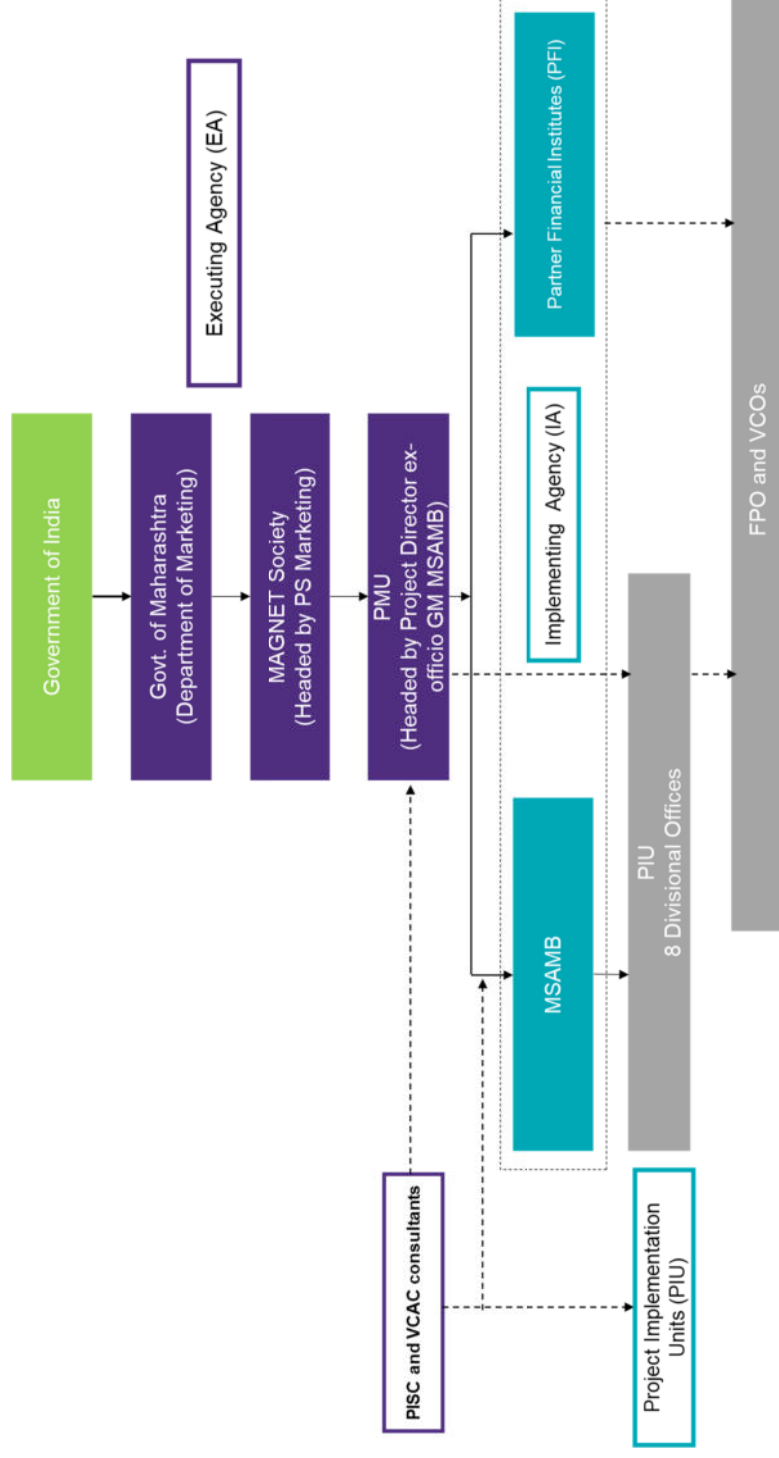 Government of India
Govt. of Maharashtra
(Department of Marketing)
Executing Agency (EA)
MAGNET Society
(Headed by PS Marketing)
PMU
(Headed by Project Director ex-
officio GM MSAMB)
PISC and VCAC consultants
MSAMB
Implementing Agency (IA)
Partner Financial Institutes (PFI)
Project Implementation
Units (PIU)
PIU
8 Divisional Offices
FPO and VCOs